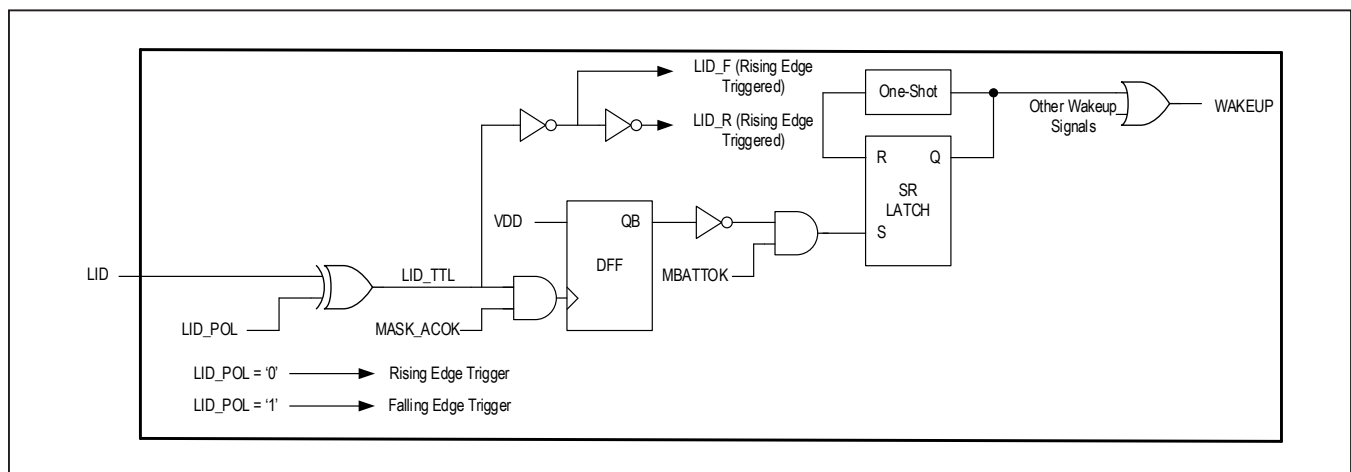 LID_F (Rising Edge
Triggered)
LID_R (Rising Edge
Triggered)
One-Shot
Other Wakeup
Signals
WAKEUP
R
Q
SR
LATCH
S
VDD
QB
DFF
MBATTOK
LID
LID_TTL
LID_POL
MASK_ACOK
LID_POL = ‘0’
Rising Edge Trigger
LID_POL = ‘1’
Falling Edge Trigger